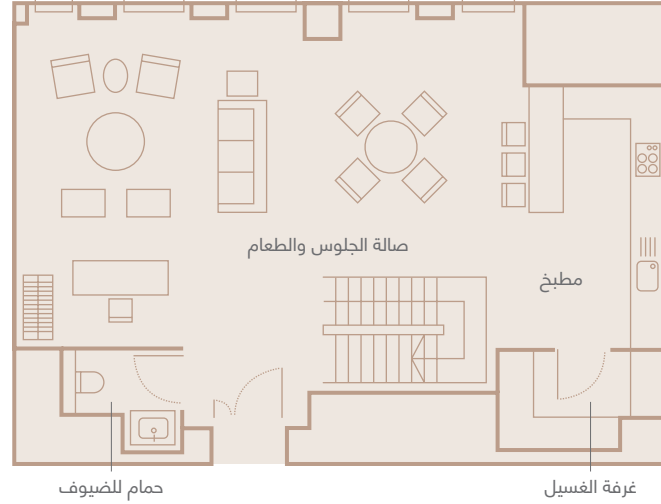 صالة الجلوس والطعام
مطبخ
غرفة الغسيل
حمام للضيوف